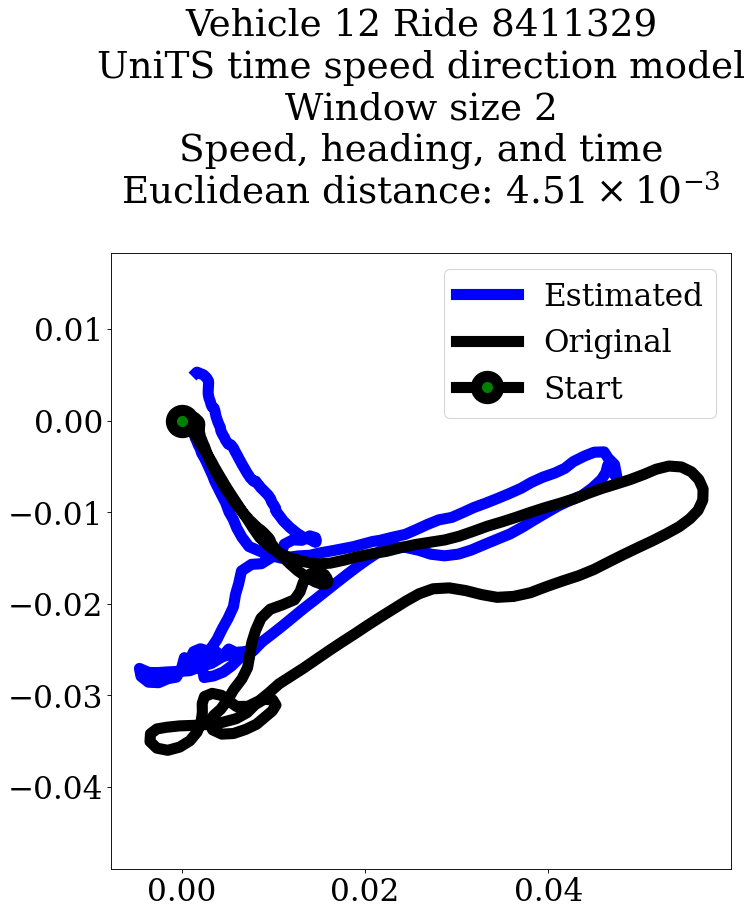 Vehicle 12 Ride 8411329
UniTS time speed direction model
Window size 2
Speed, heading, and time
Euclidean distance: 4.51 × 10⁻³
Estimated
Original
Start
0.01
0.00
−0.01
−0.02
−0.03
−0.04
0.00 0.02 0.04